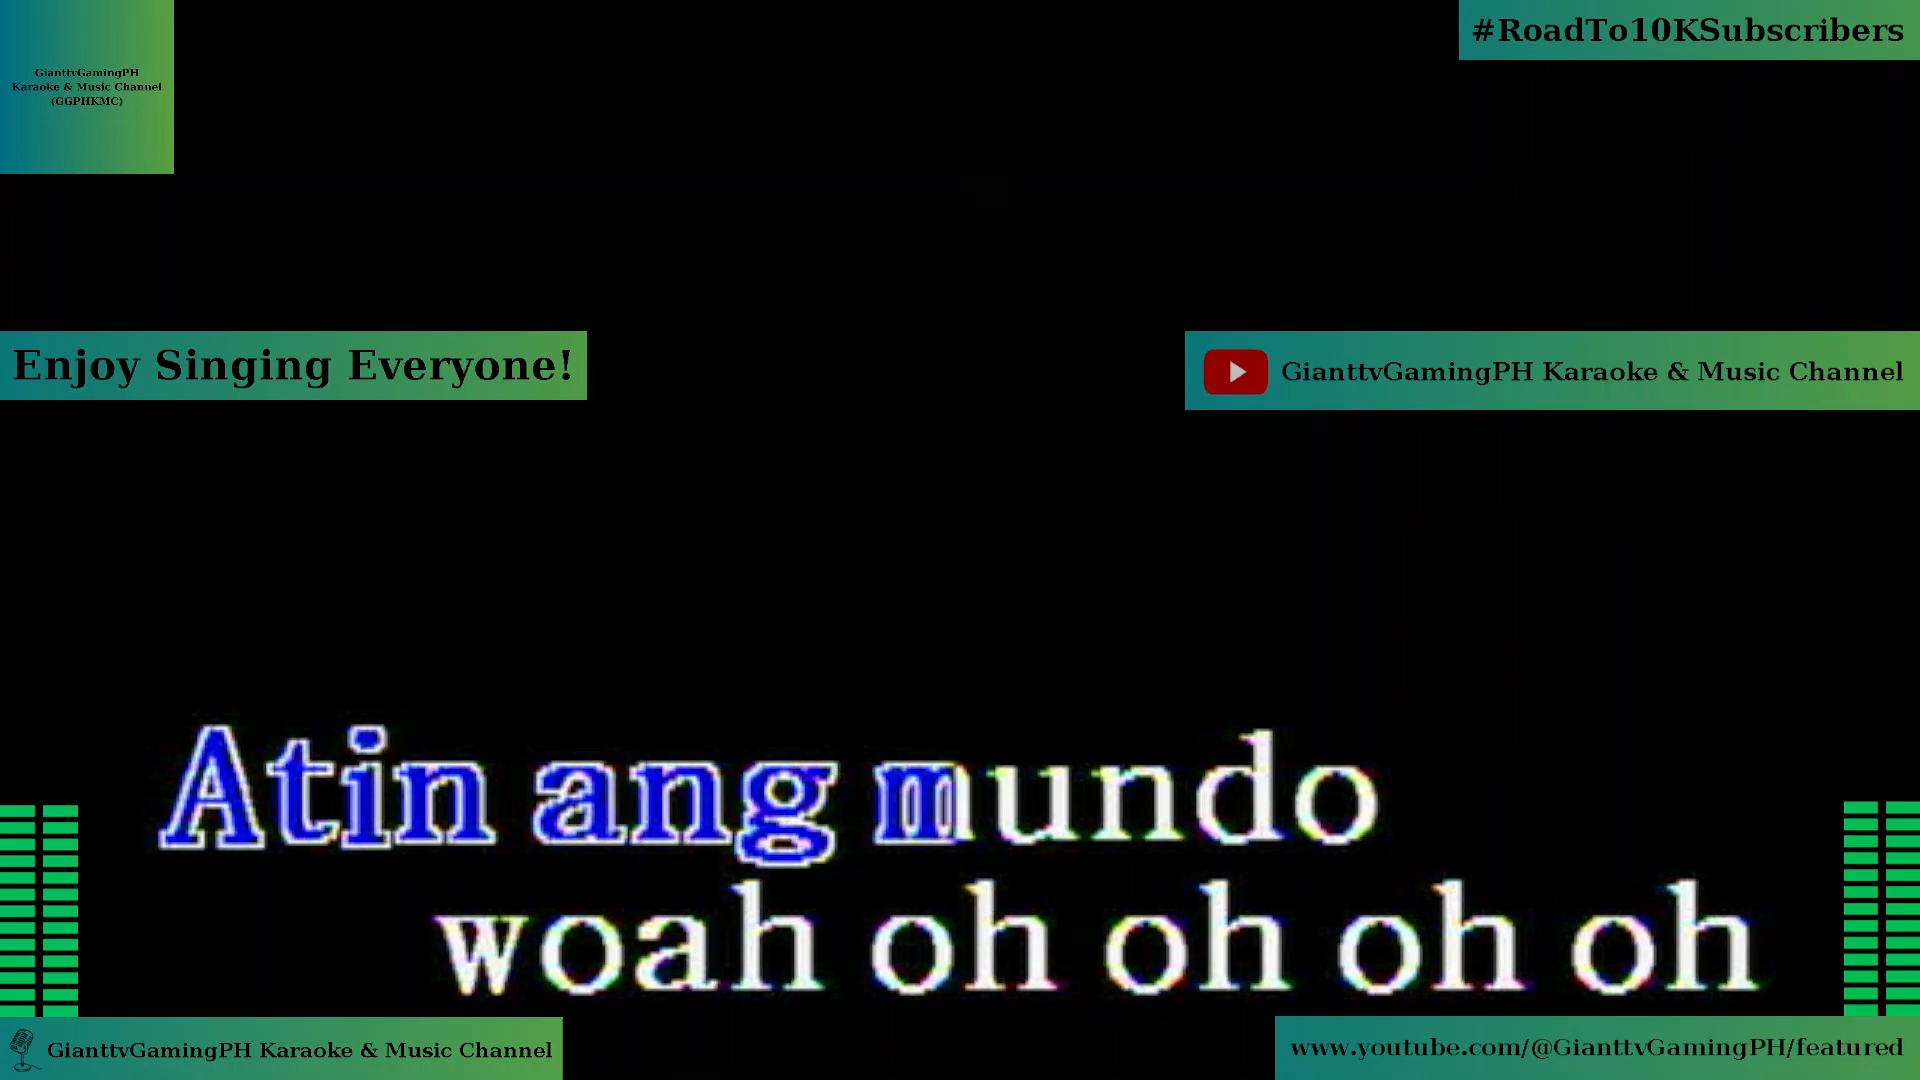 GianttvGamingPH
Karaoke & Music Channel
(GGPHKMC)
#RoadTo10KSubscribers
Enjoy Singing Everyone!
GianttvGamingPH Karaoke & Music Channel
Atin ang mundo
woah oh oh oh oh
GianttvGamingPH Karaoke & Music Channel
www.youtube.com/@GianttvGamingPH/featured